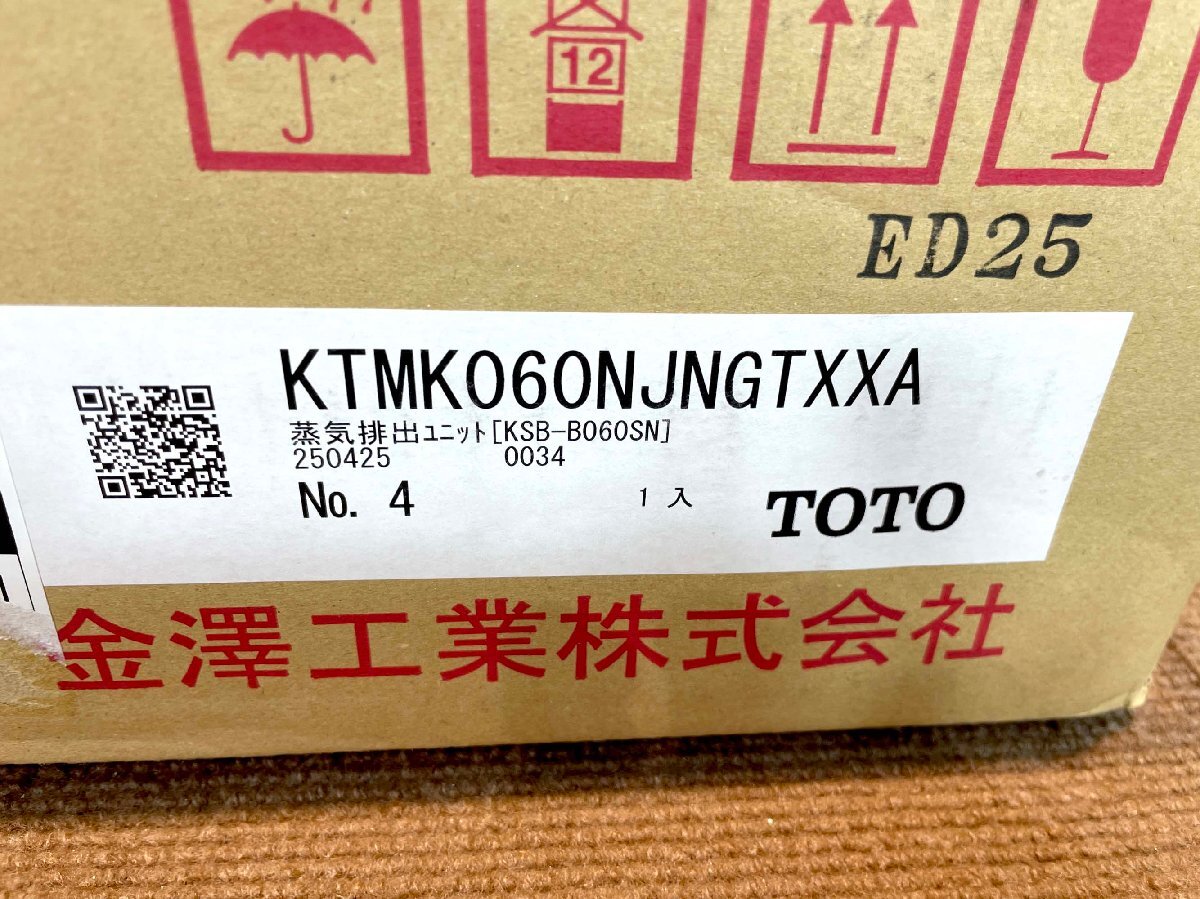 12
ED25
KTMK060NJNGTXXA
蒸気排出ユニット[KSB-B060SN]
250425 0034
No. 4 1入 TOTO
金澤工業株式会社